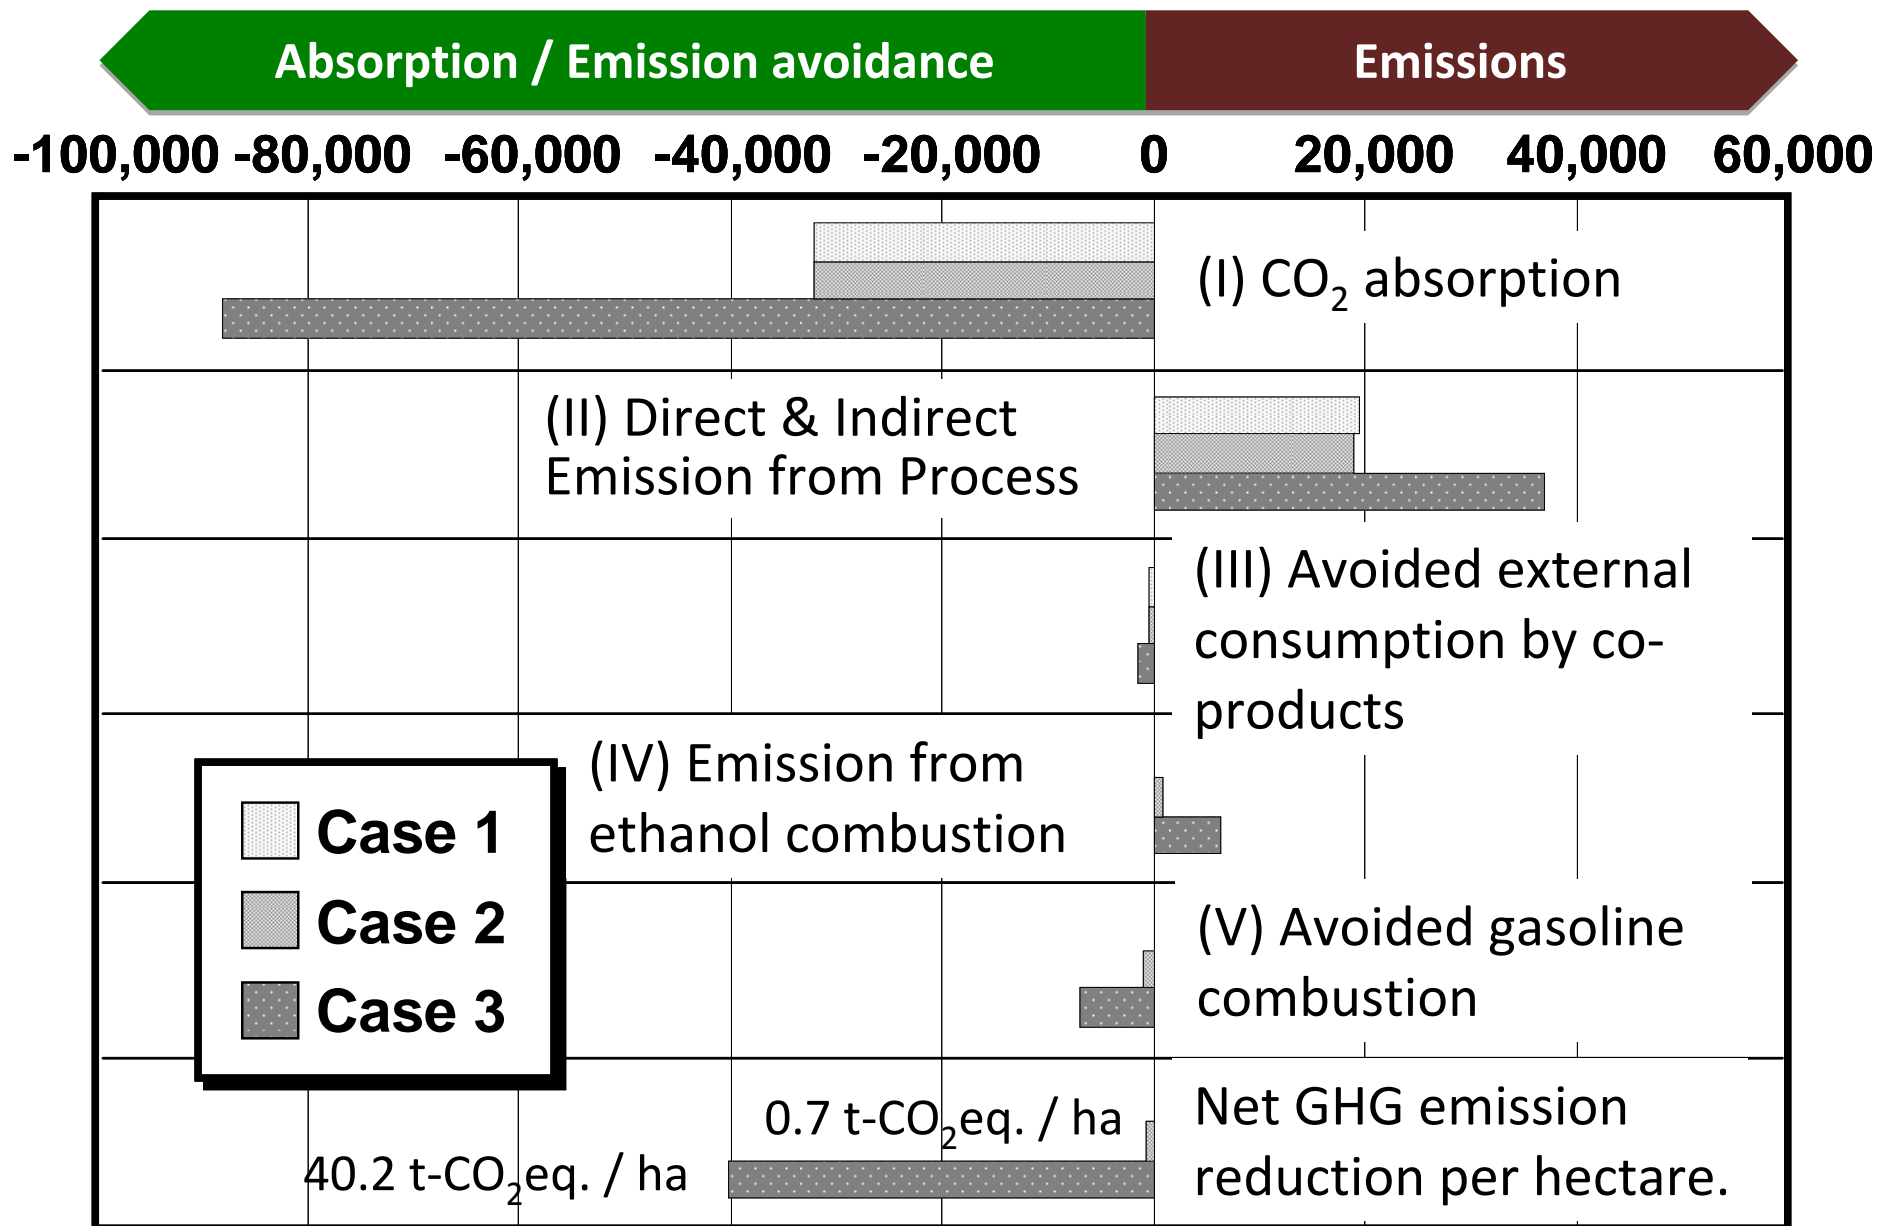 Absorption / Emission avoidance
Emissions
-100,000 -80,000 -60,000 -40,000 -20,000 0 20,000 40,000 60,000
(I) CO₂ absorption
(II) Direct & Indirect
Emission from Process
(III) Avoided external
consumption by co-
products
(IV) Emission from
ethanol combustion
Case 1
Case 2
Case 3
(V) Avoided gasoline
combustion
0.7 t-CO₂eq. / ha
40.2 t-CO₂eq. / ha
Net GHG emission
reduction per hectare.